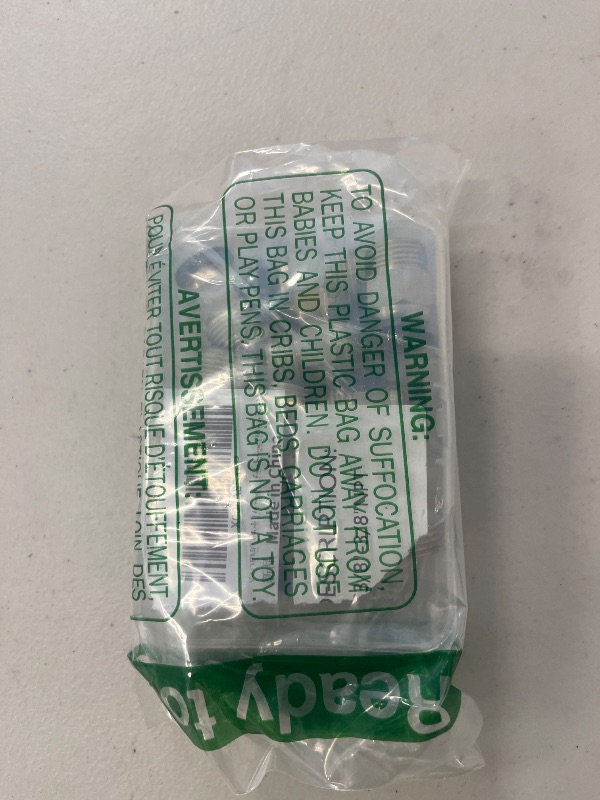 WARNING:
TO AVOID DANGER OF SUFFOCATION,
KEEP THIS PLASTIC BAG AWAY FROM
BABIES AND CHILDREN. DO NOT USE
THIS BAG IN CRIBS, BEDS CARRIAGES
OR PLAY PENS. THIS BAG IS NOT A TOY.
AVERTISSEMENT:
POUR ÉVITER TOUT RISQUE D'ÉTOUFFEMENT,
LOIN DES
Ready to